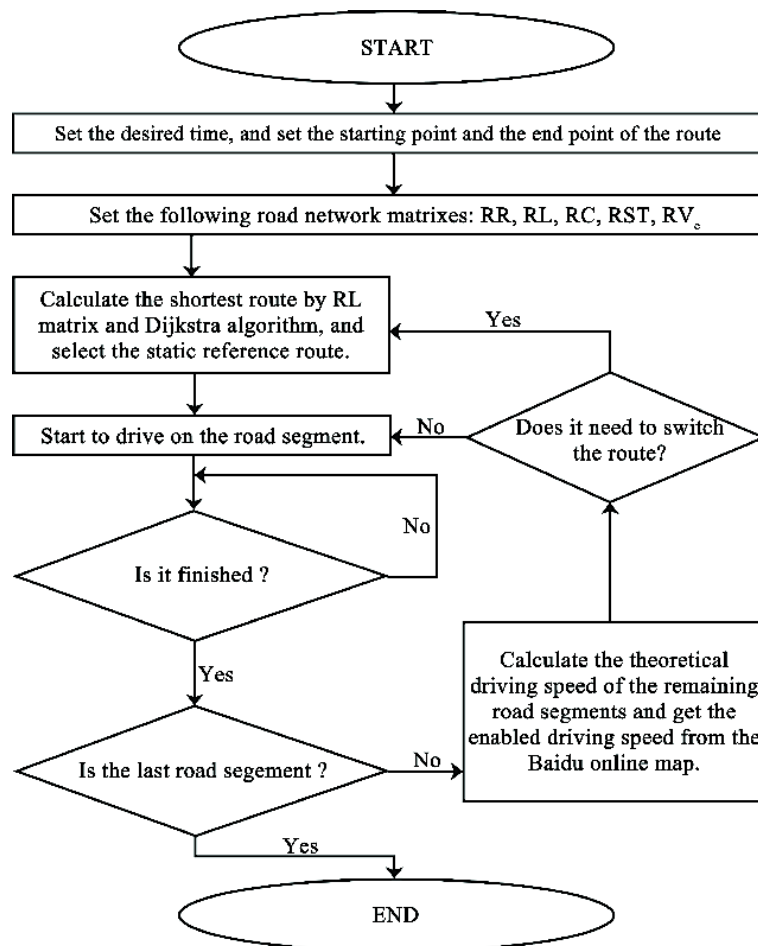 START
Set the desired time, and set the starting point and the end point of the route
Set the following road network matrixes: RR, RL, RC, RST, RVc
Calculate the shortest route by RL
matrix and Dijkstra algorithm, and
select the static reference route.
Yes
Start to drive on the road segment.
No
Does it need to switch
the route?
No
Is it finished ?
Yes
Calculate the theoretical
driving speed of the remaining
road segments and get the
enabled driving speed from the
Baidu online map.
Is the last road segement ?
No
Yes
END